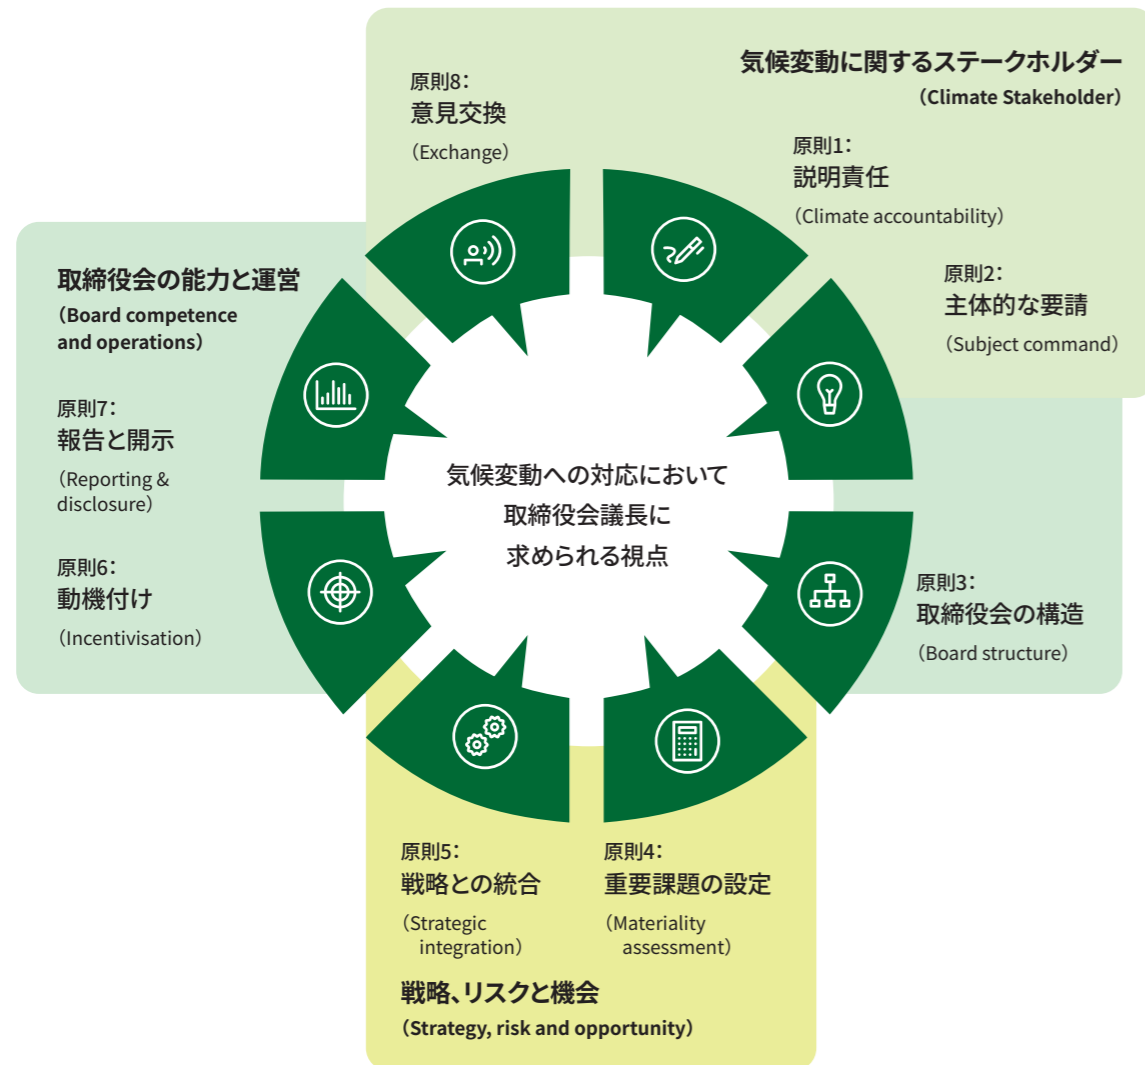 気候変動に関するステークホルダー
（Climate Stakeholder）
原則8：
意見交換
（Exchange）
原則1：
説明責任
（Climate accountability）
原則2：
主体的な要請
（Subject command）
取締役会の能力と運営
（Board competence
and operations）
原則7：
報告と開示
（Reporting &
disclosure）
原則6：
動機付け
（Incentivisation）
気候変動への対応において
取締役会議長に
求められる視点
原則3：
取締役会の構造
（Board structure）
原則5：
戦略との統合
（Strategic
integration）
原則4：
重要課題の設定
（Materiality
assessment）
戦略、リスクと機会
（Strategy, risk and opportunity）